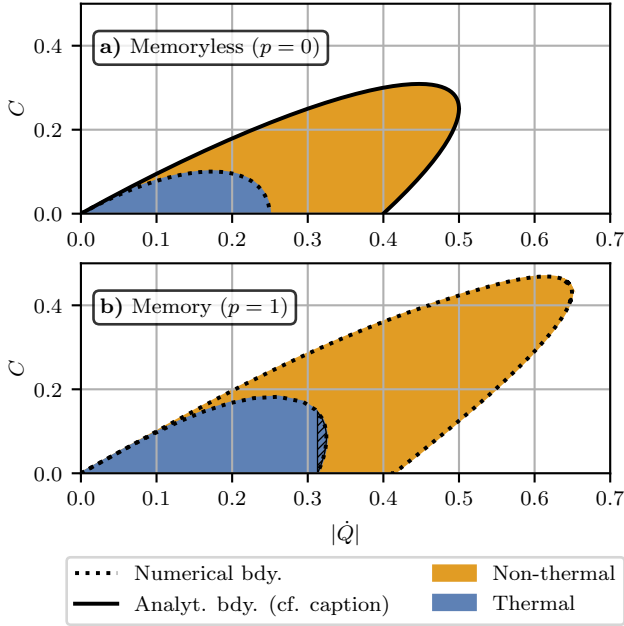 0.4
0.2
0.0
C
a) Memoryless (p = 0)
0.0 0.1 0.2 0.3 0.4 0.5 0.6 0.7
0.4
0.2
0.0
C
b) Memory (p = 1)
0.0 0.1 0.2 0.3 0.4 0.5 0.6 0.7
|Q̇|
Numerical bdy.
Analyt. bdy. (cf. caption)
Non-thermal
Thermal